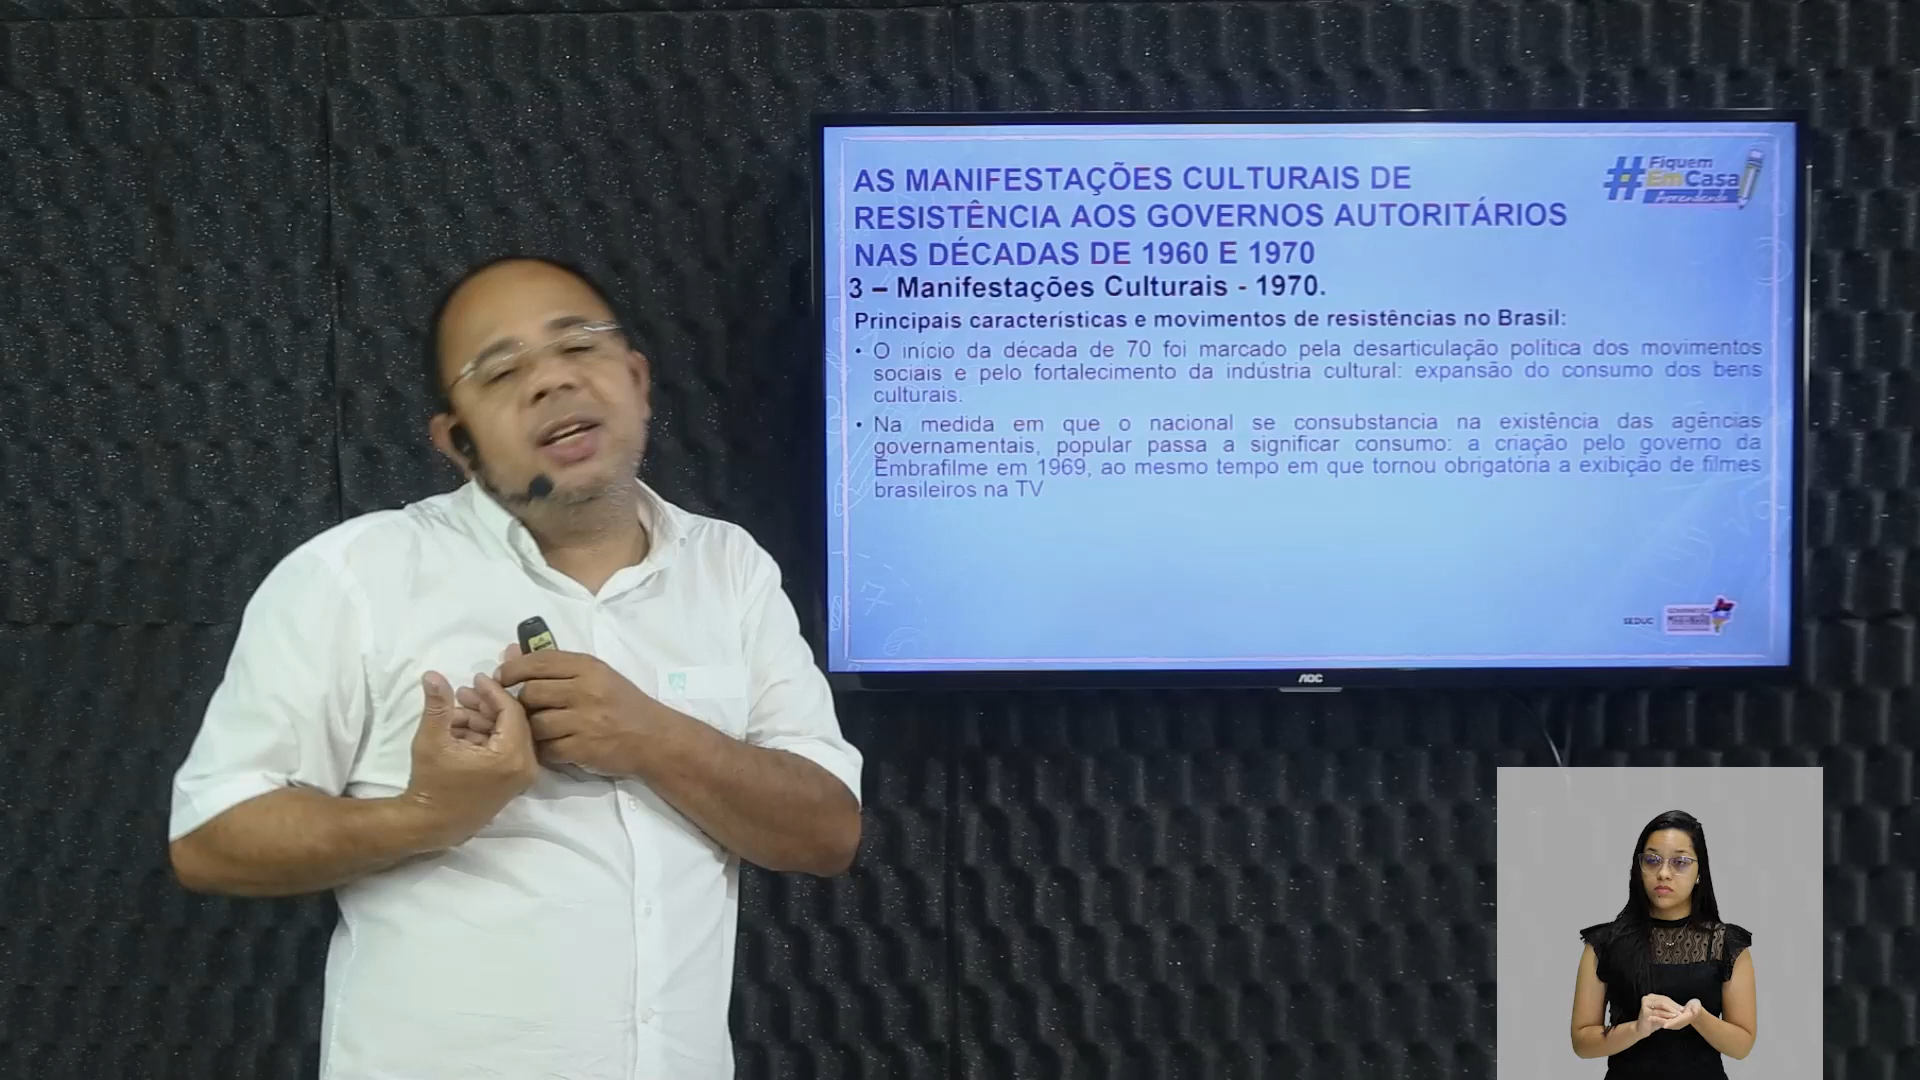 AS MANIFESTAÇÕES CULTURAIS DE
RESISTÊNCIA AOS GOVERNOS AUTORITÁRIOS
NAS DÉCADAS DE 1960 E 1970
#Fiquem
EmCasa
Aprendendo
3 – Manifestações Culturais - 1970.
Principais características e movimentos de resistências no Brasil:
• O início da década de 70 foi marcado pela desarticulação política dos movimentos
sociais e pelo fortalecimento da indústria cultural: expansão do consumo dos bens
culturais.
• Na medida em que o nacional se consubstancia na existência das agências
governamentais, popular passa a significar consumo: a criação pelo governo da
Embrafilme em 1969, ao mesmo tempo em que tornou obrigatória a exibição de filmes
brasileiros na TV
SEDUC
AOC